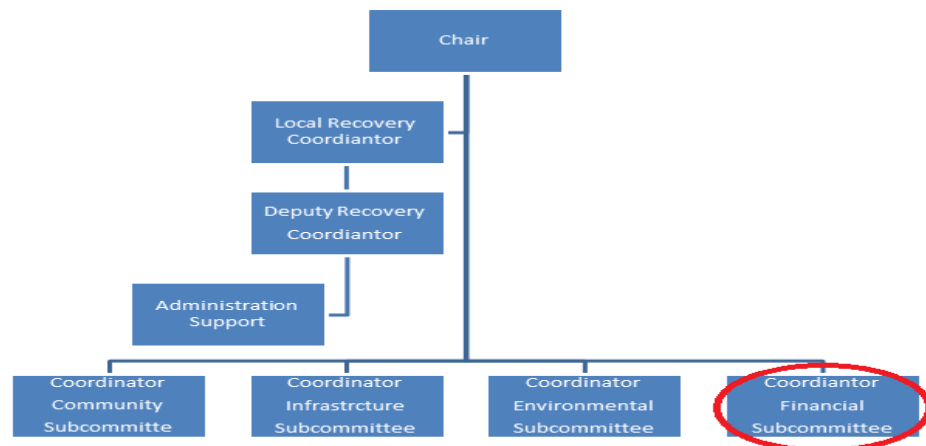 Chair
Local Recovery
Coordiantor
Deputy Recovery
Coordiantor
Administration
Support
Coordinator
Community
Subcommitte
Coordinator
Infrastrcture
Subcommittee
Coordinator
Environmental
Subcommittee
Coordiantor
Financial
Subcommittee